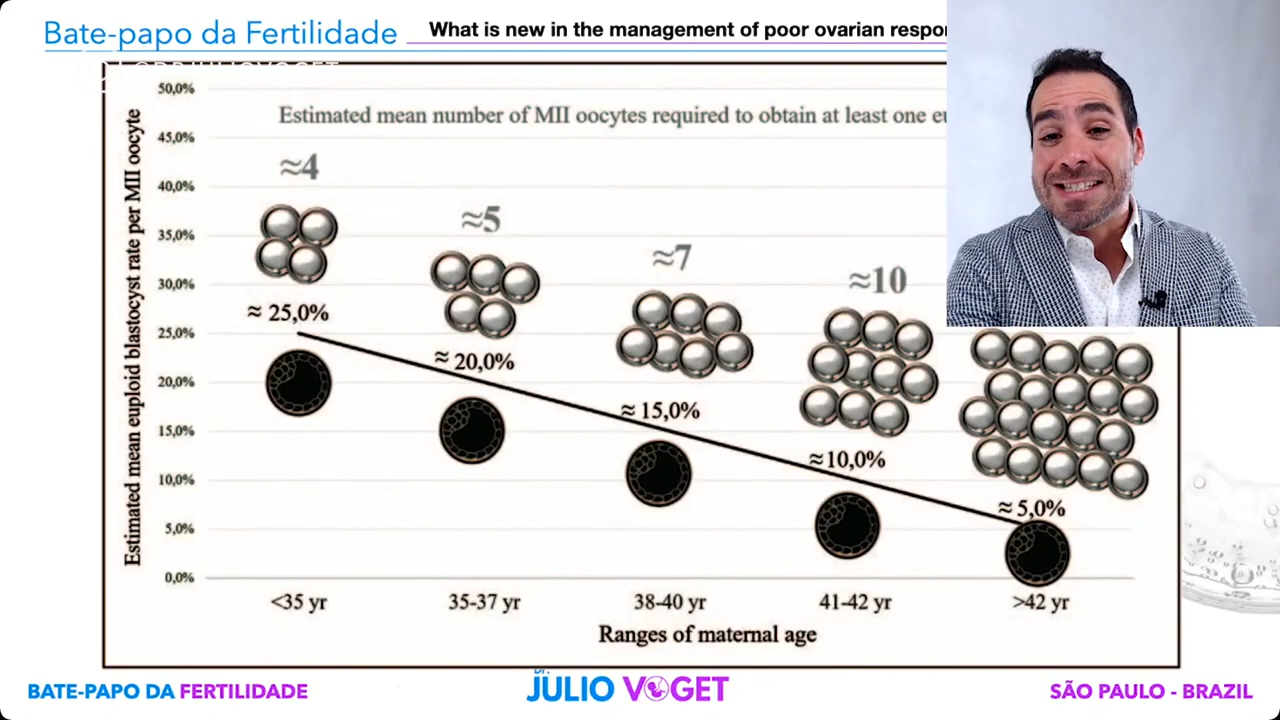 Bate-papo da Fertilidade
What is new in the management of poor ovarian respon
Estimated mean number of MII oocytes required to obtain at least one eu
Estimated mean euploid blastocyst rate per MII oocyte
50,0%
45,0%
40,0%
35,0%
30,0%
25,0%
20,0%
15,0%
10,0%
5,0%
0,0%
≈4
≈5
≈7
≈10
≈ 25,0%
≈ 20,0%
≈ 15,0%
≈10,0%
≈ 5,0%
<35 yr
35-37 yr
38-40 yr
41-42 yr
>42 yr
Ranges of maternal age
BATE-PAPO DA FERTILIDADE
DR.
JÚLIO VOGET
SÃO PAULO - BRAZIL